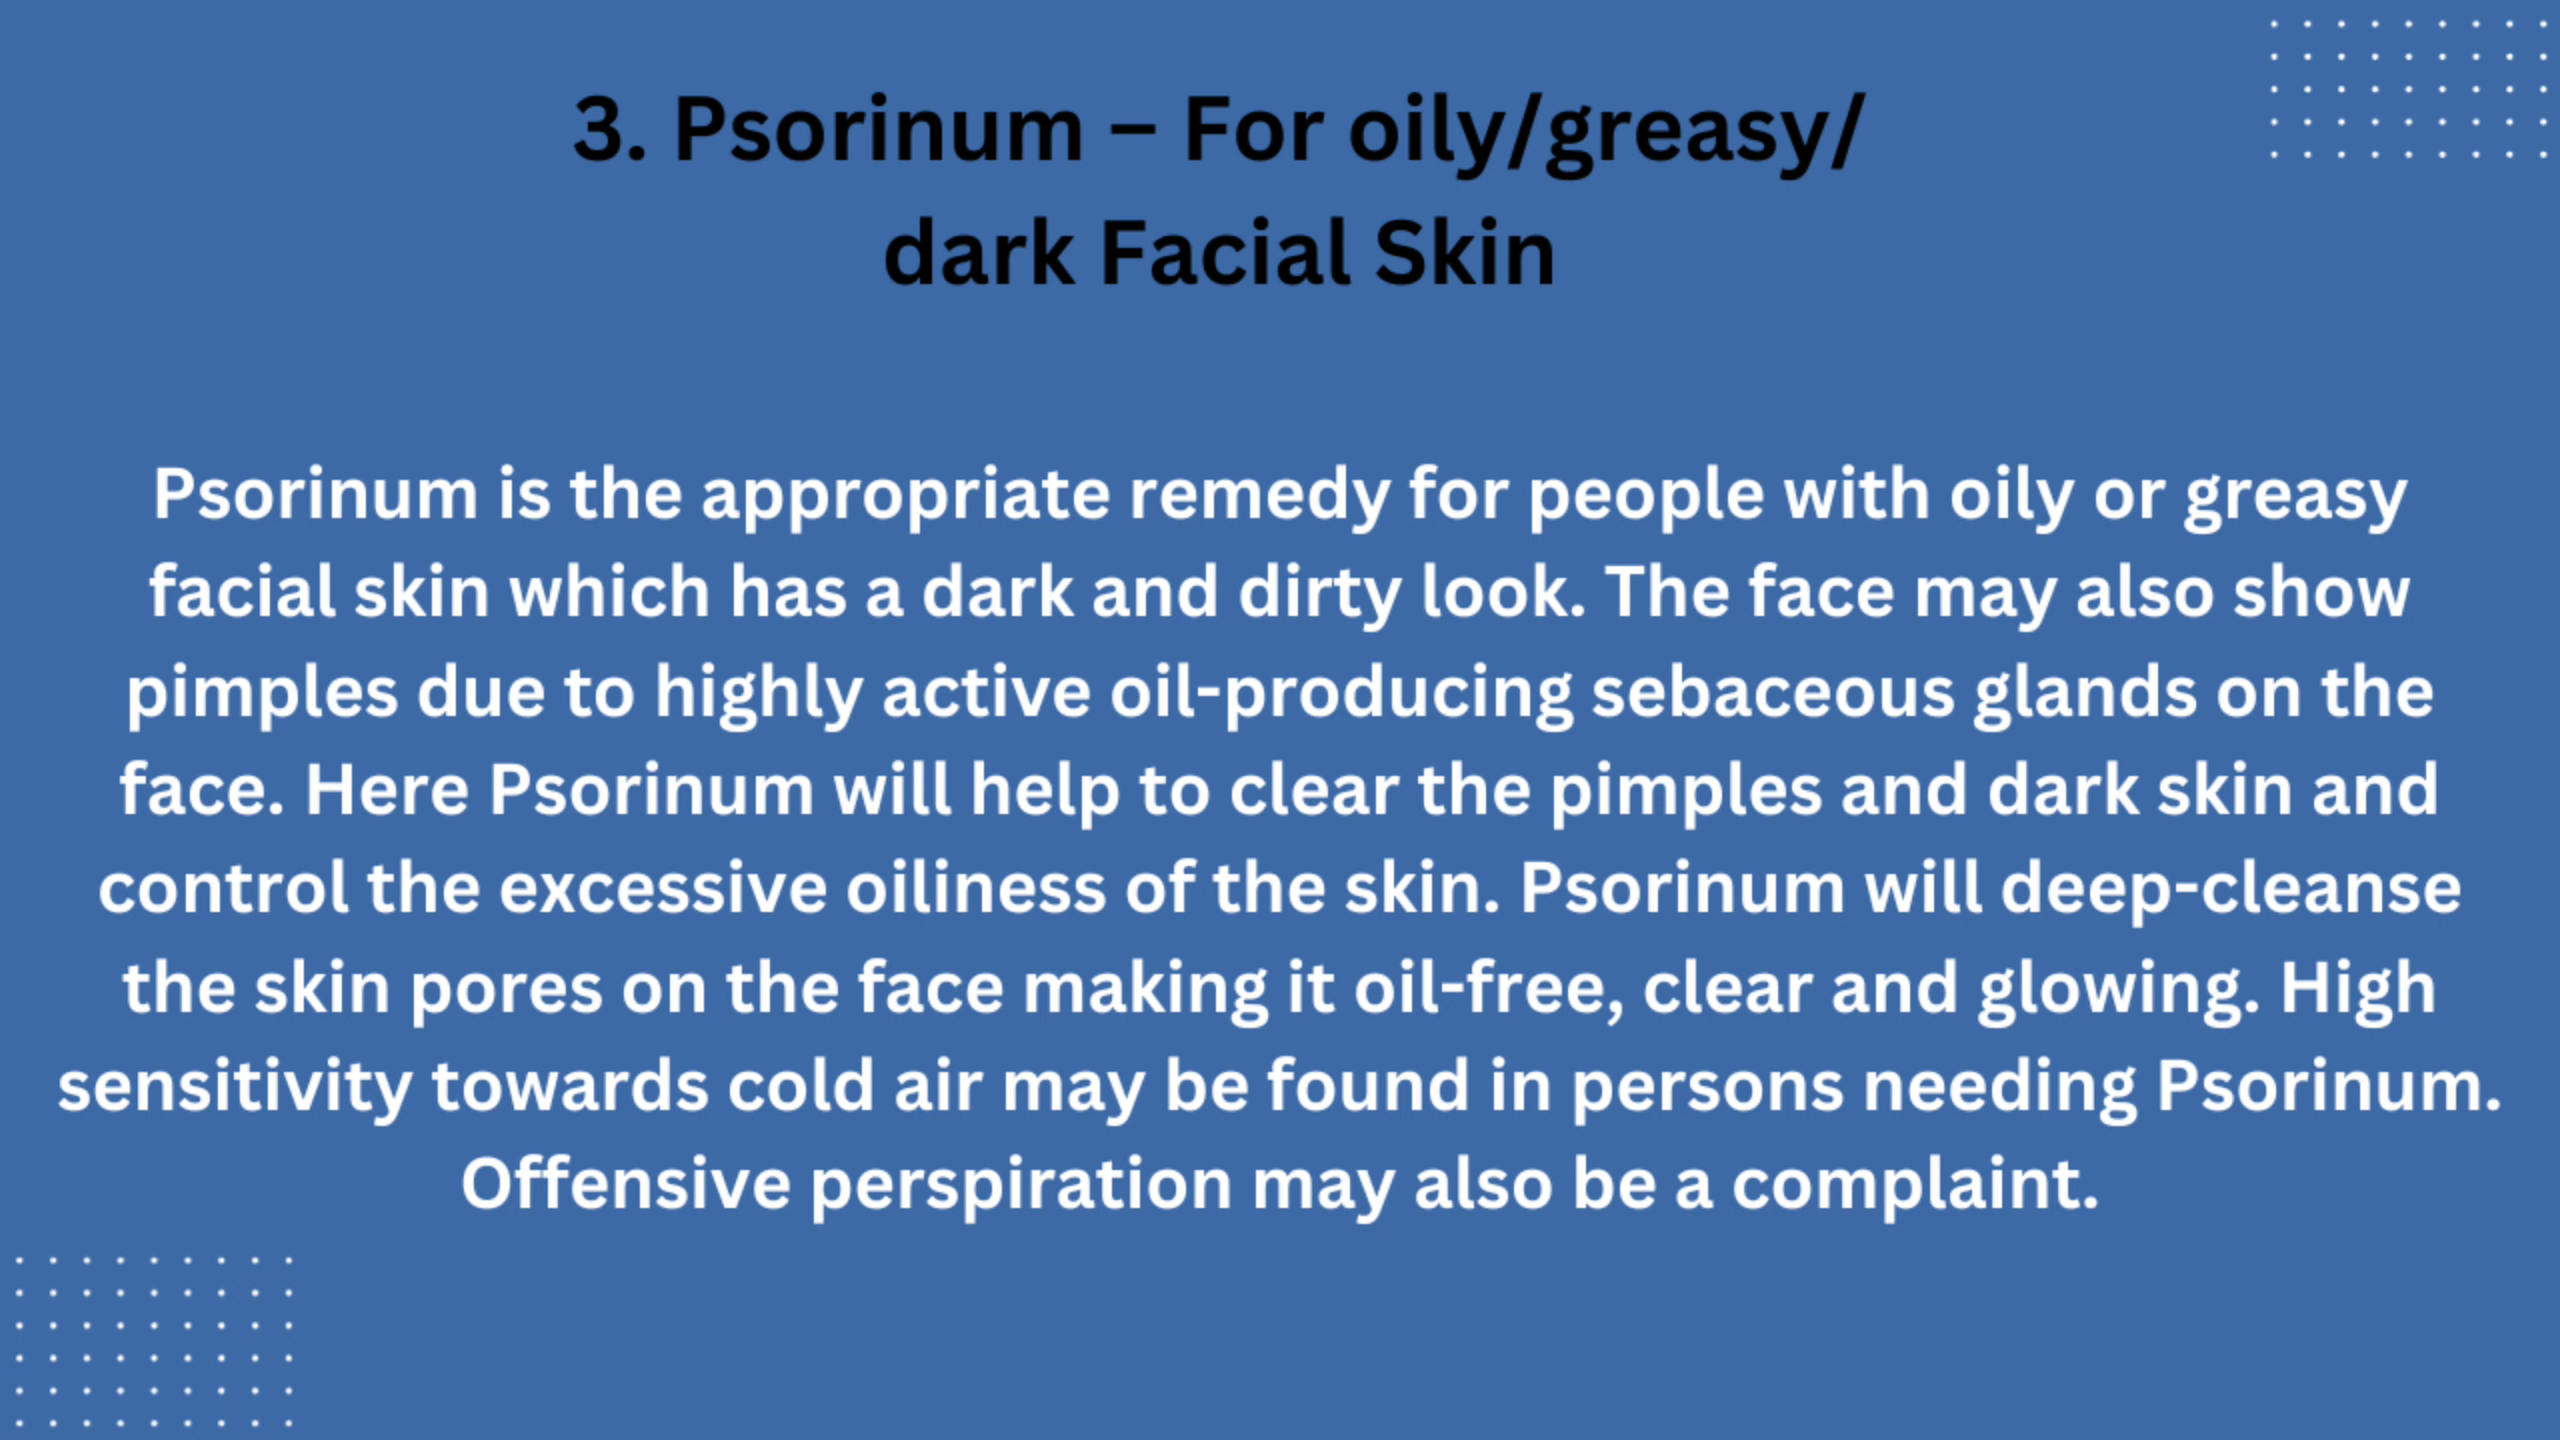 3. Psorinum – For oily/greasy/
dark Facial Skin
Psorinum is the appropriate remedy for people with oily or greasy
facial skin which has a dark and dirty look. The face may also show
pimples due to highly active oil-producing sebaceous glands on the
face. Here Psorinum will help to clear the pimples and dark skin and
control the excessive oiliness of the skin. Psorinum will deep-cleanse
the skin pores on the face making it oil-free, clear and glowing. High
sensitivity towards cold air may be found in persons needing Psorinum.
Offensive perspiration may also be a complaint.